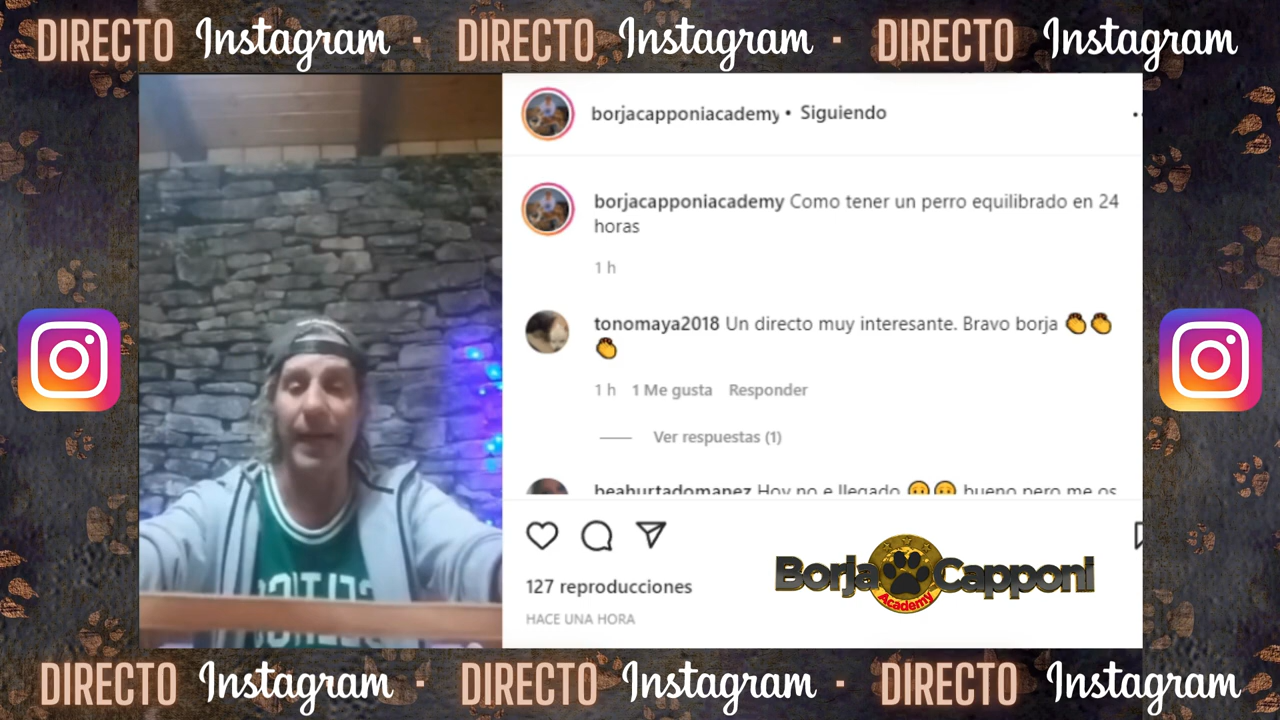 DIRECTO Instagram · DIRECTO Instagram · DIRECTO Instagram
borjacapponiacademy • Siguiendo
borjacapponiacademy Como tener un perro equilibrado en 24
horas
1 h
tonomaya2018 Un directo muy interesante. Bravo borja 👏👏
👏
1 h 1 Me gusta Responder
Ver respuestas (1)
beahurtadomanez Hoy no e llegado bueno pero me os
CELTICS
127 reproducciones
HACE UNA HORA
Borja Capponi
Academy
DIRECTO Instagram · DIRECTO Instagram · DIRECTO Instagram